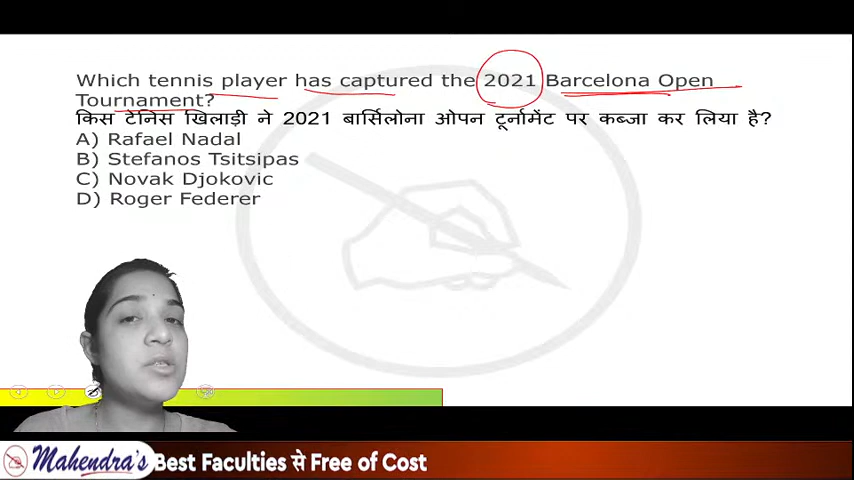 Which tennis player has captured the 2021 Barcelona Open
Tournament?
किस टेनिस खिलाड़ी ने 2021 बार्सिलोना ओपन टूर्नामेंट पर कब्जा कर लिया है?
A) Rafael Nadal
B) Stefanos Tsitsipas
C) Novak Djokovic
D) Roger Federer
Mahendra's Best Faculties से Free of Cost